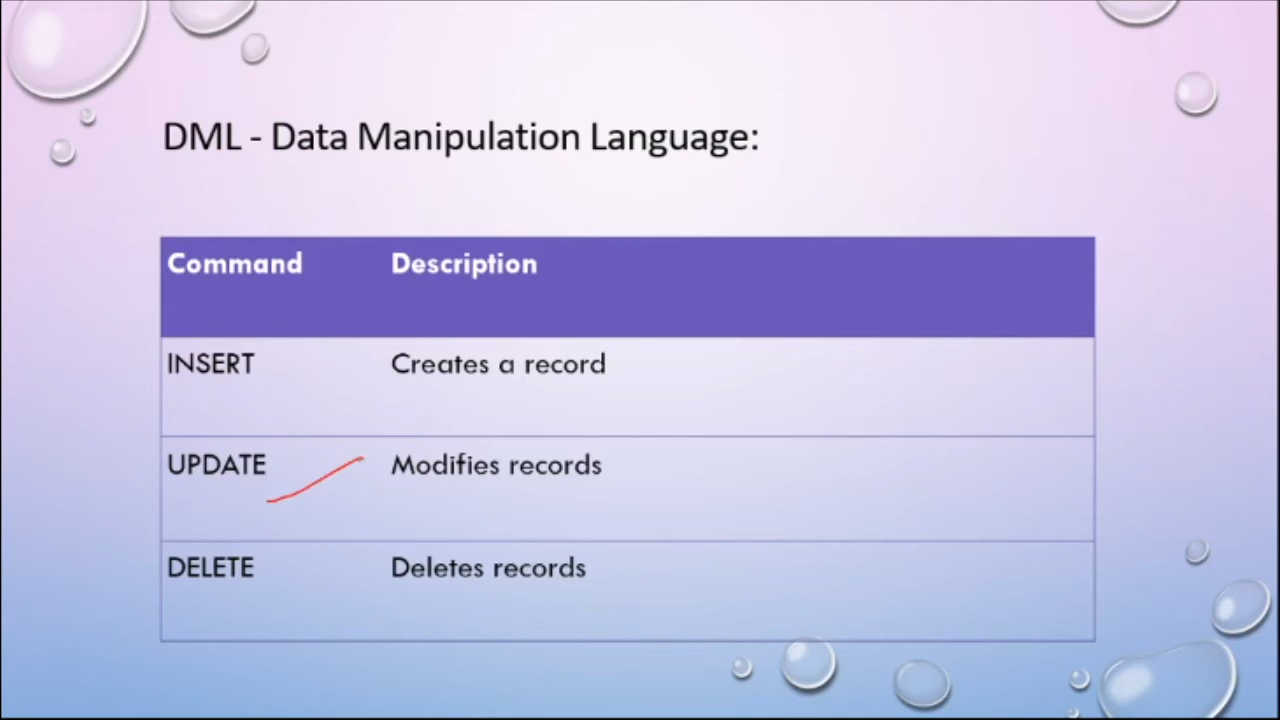 DML - Data Manipulation Language:
Command Description
INSERT Creates a record
UPDATE Modifies records
DELETE Deletes records